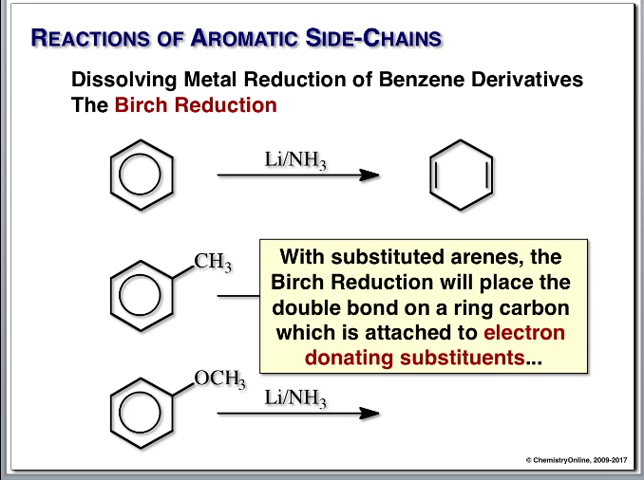 REACTIONS OF AROMATIC SIDE-CHAINS
Dissolving Metal Reduction of Benzene Derivatives
The Birch Reduction
Li/NH3
CH3
With substituted arenes, the
Birch Reduction will place the
double bond on a ring carbon
which is attached to electron
donating substituents...
OCH3
Li/NH3
© ChemistryOnline, 2009-2017